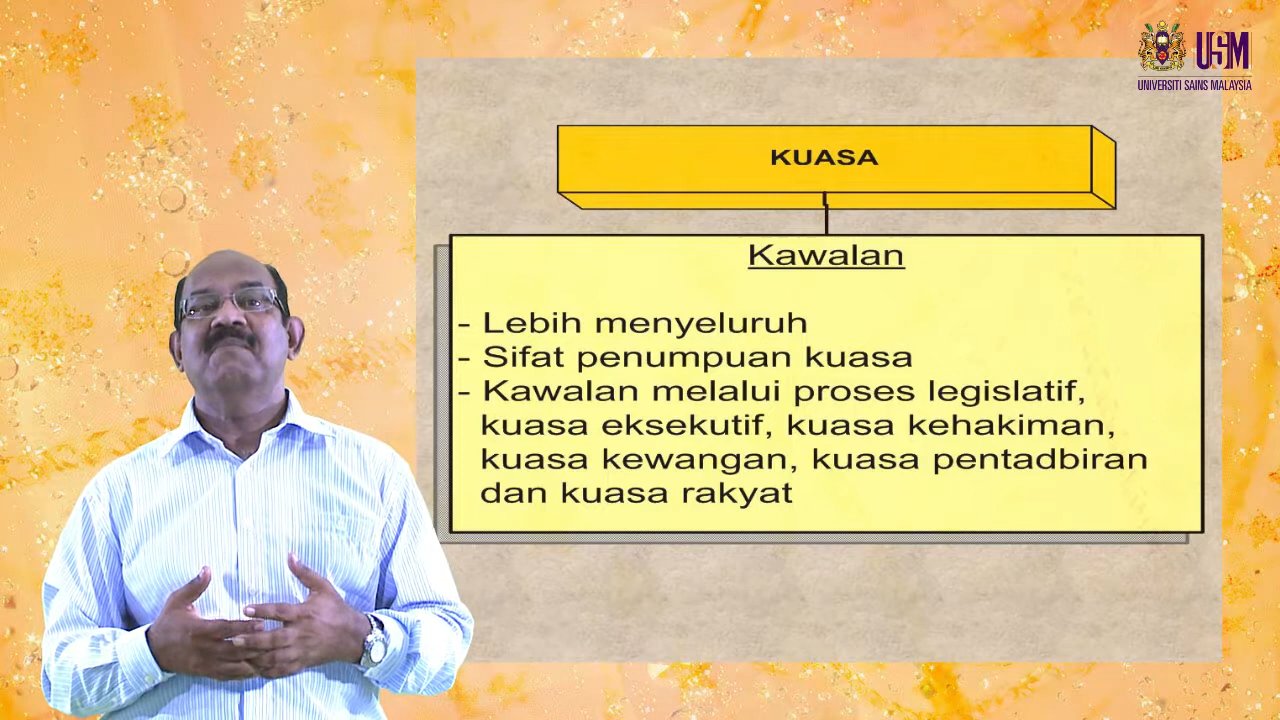 USM
UNIVERSITI SAINS MALAYSIA
KUASA
Kawalan
- Lebih menyeluruh
- Sifat penumpuan kuasa
- Kawalan melalui proses legislatif,
kuasa eksekutif, kuasa kehakiman,
kuasa kewangan, kuasa pentadbiran
dan kuasa rakyat